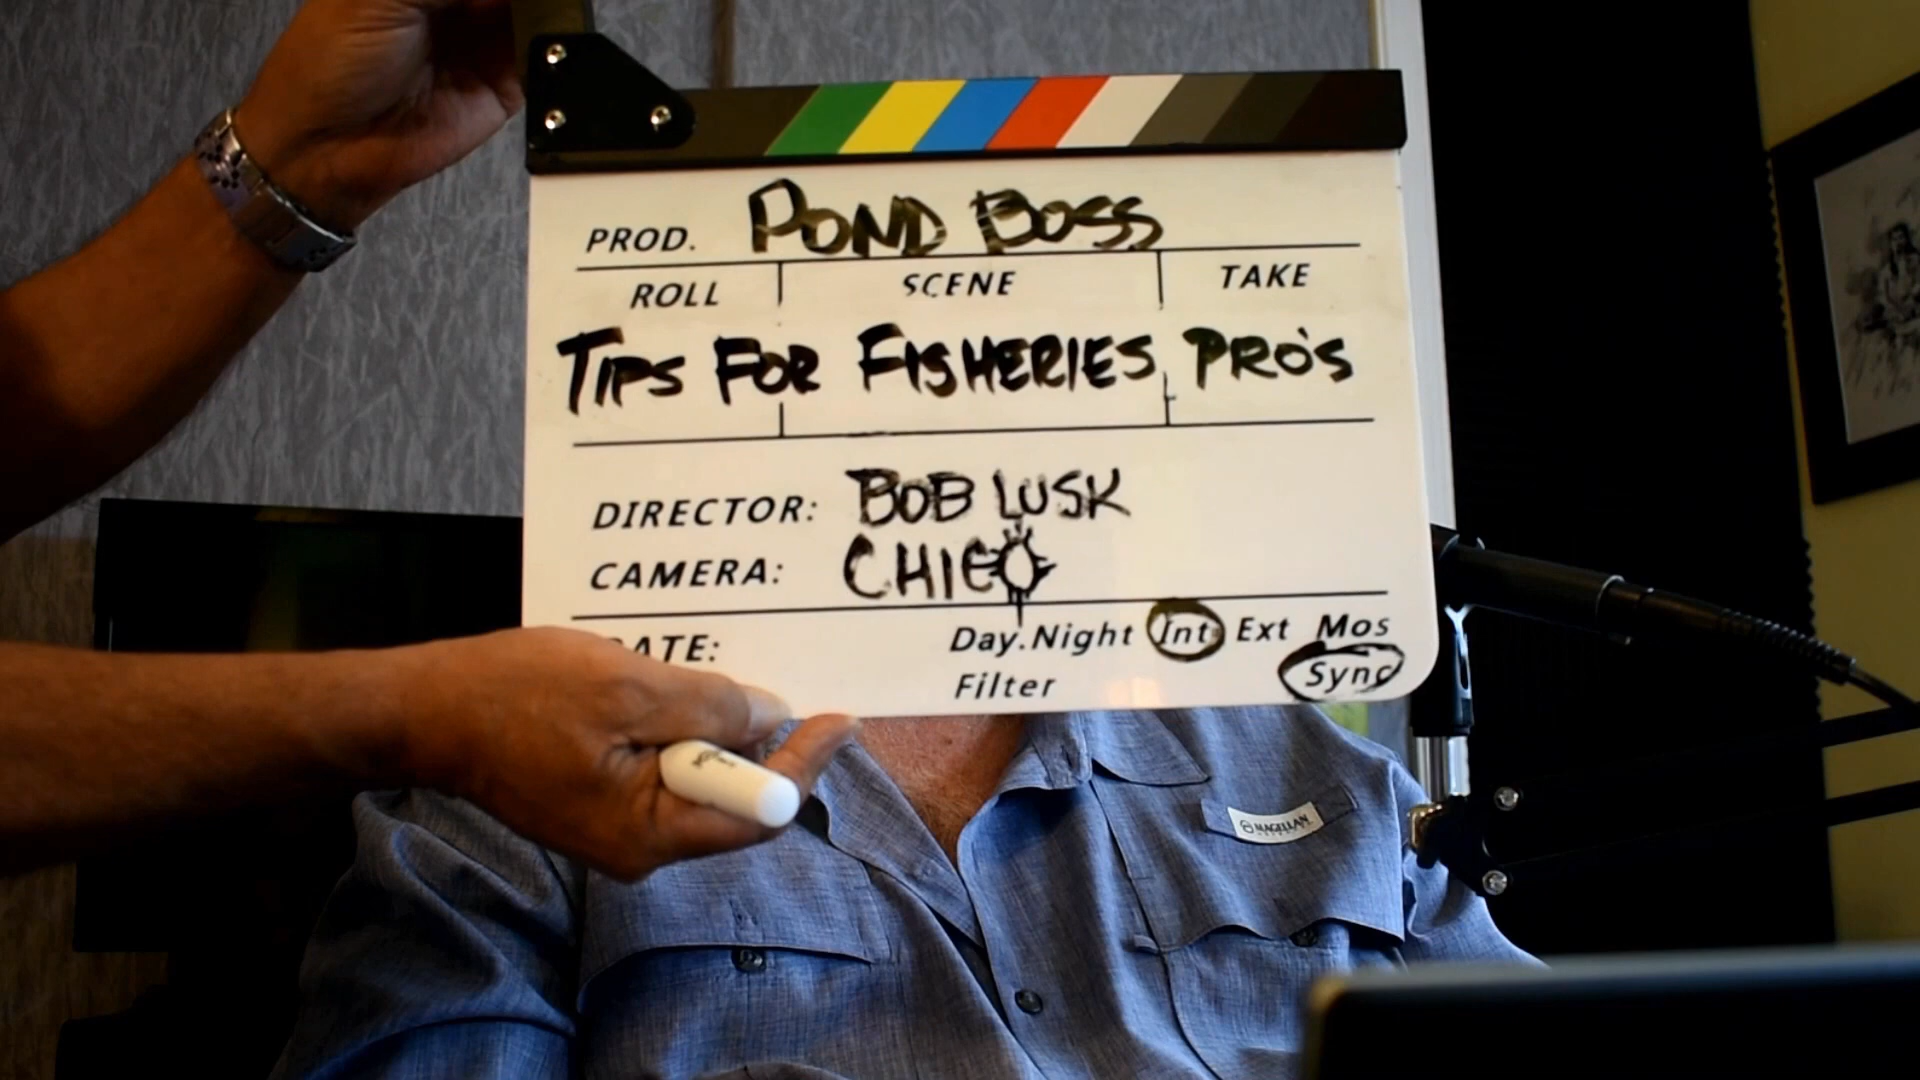 PROD. POND BOSS
ROLL SCENE TAKE
TIPS FOR FISHERIES PRO'S
DIRECTOR: BOB LUSK
CAMERA: CHICO
ATE: Day.Night Int Ext Mos
Filter Sync
MAGELLAN